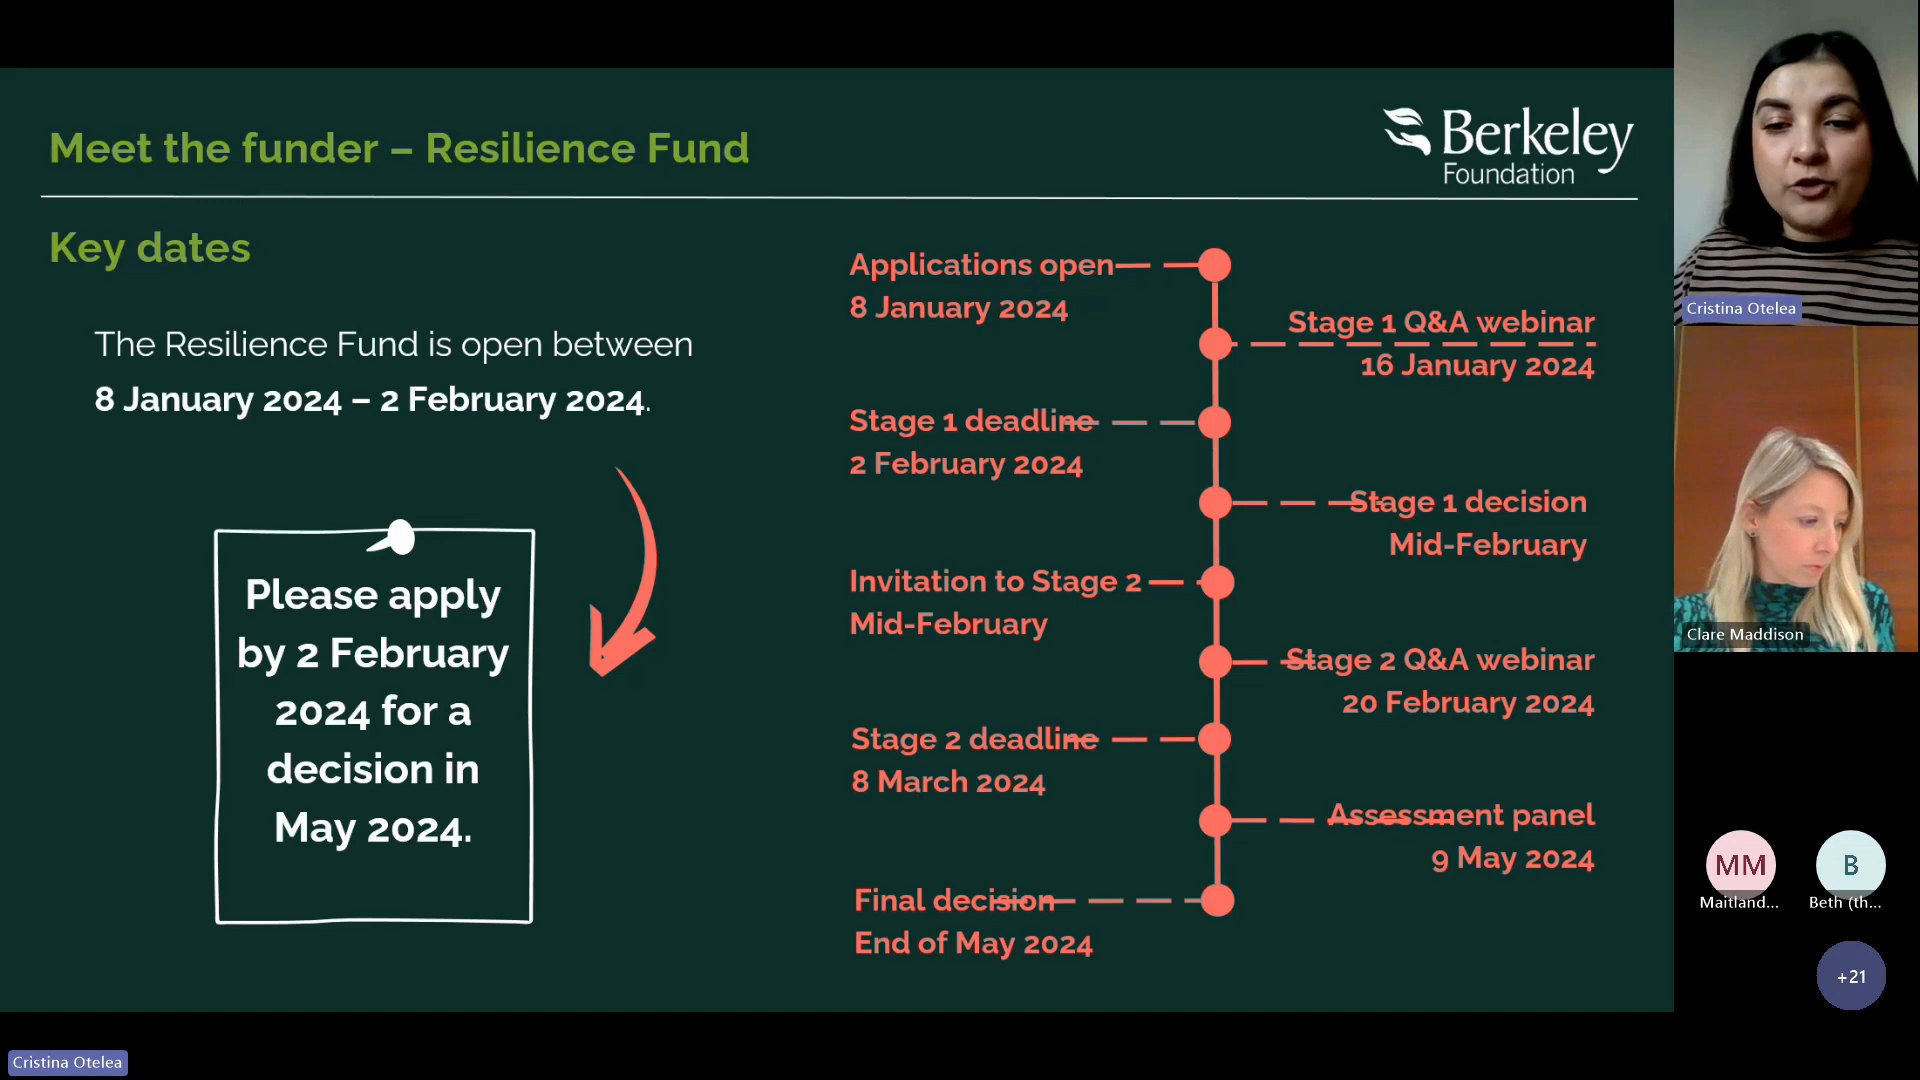 Meet the funder – Resilience Fund
Berkeley
Foundation
Key dates
The Resilience Fund is open between
8 January 2024 – 2 February 2024.
Please apply
by 2 February
2024 for a
decision in
May 2024.
Applications open
8 January 2024
Stage 1 Q&A webinar
16 January 2024
Stage 1 deadline
2 February 2024
Stage 1 decision
Mid-February
Invitation to Stage 2
Mid-February
Stage 2 Q&A webinar
20 February 2024
Stage 2 deadline
8 March 2024
Assessment panel
9 May 2024
Final decision
End of May 2024
Cristina Otelea
Clare Maddison
MM
Maitland...
B
Beth (th...
+21
Cristina Otelea